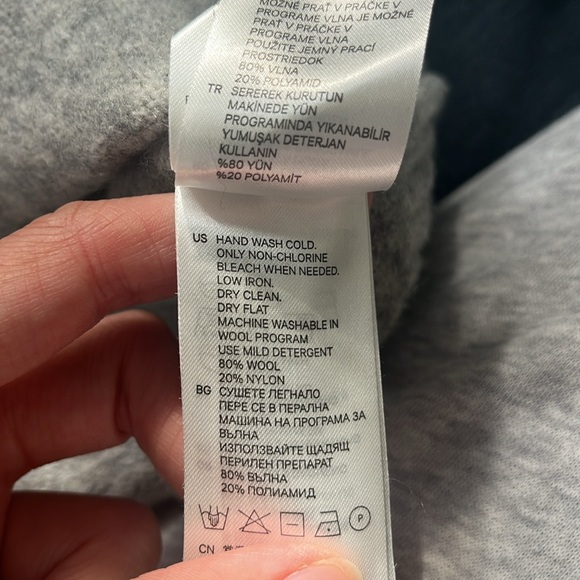 MOŽNÉ PRAŤ V PRÁČKE V
PROGRAME VLNA JE MOŽNÉ
PRAŤ V PRÁČKE V
PROGRAME VLNA
POUŽITE JEMNÝ PRACÍ
PROSTRIEDOK
80% VLNA
20% POLYAMID
TR SEREREK KURUTUN
MAKİNEDE YÜN
PROGRAMINDA YIKANABİLİR
YUMUŞAK DETERJAN
KULLANIN
%80 YÜN
%20 POLYAMİT
US HAND WASH COLD.
ONLY NON-CHLORINE
BLEACH WHEN NEEDED.
LOW IRON.
DRY CLEAN.
DRY FLAT
MACHINE WASHABLE IN
WOOL PROGRAM
USE MILD DETERGENT
80% WOOL
20% NYLON
BG СУШЕТЕ ЛЕГНАЛО
ПЕРЕ СЕ В ПЕРАЛНА
МАШИНА НА ПРОГРАМА ЗА
ВЪЛНА
ИЗПОЛЗВАЙТЕ ЩАДЯЩ
ПЕРИЛЕН ПРЕПАРАТ
80% ВЪЛНА
20% ПОЛИАМИД
P
CN